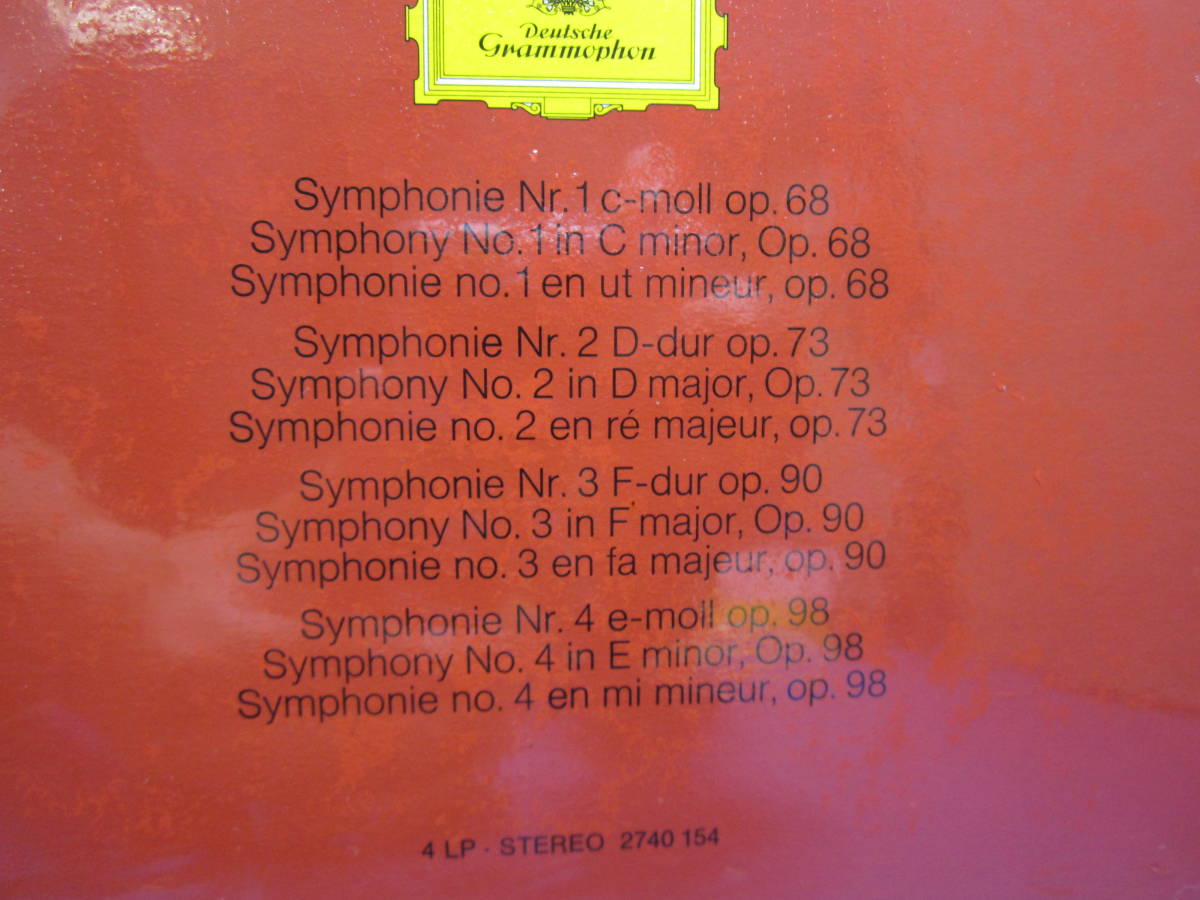 Deutsche
Grammophon
Symphonie Nr. 1 c-moll op. 68
Symphony No. 1 in C minor, Op. 68
Symphonie no. 1 en ut mineur, op. 68
Symphonie Nr. 2 D-dur op. 73
Symphony No. 2 in D major, Op. 73
Symphonie no. 2 en ré majeur, op. 73
Symphonie Nr. 3 F-dur op. 90
Symphony No. 3 in F major, Op. 90
Symphonie no. 3 en fa majeur, op. 90
Symphonie Nr. 4 e-moll op. 98
Symphony No. 4 in E minor, Op. 98
Symphonie no. 4 en mi mineur, op. 98
4 LP · STEREO 2740 154